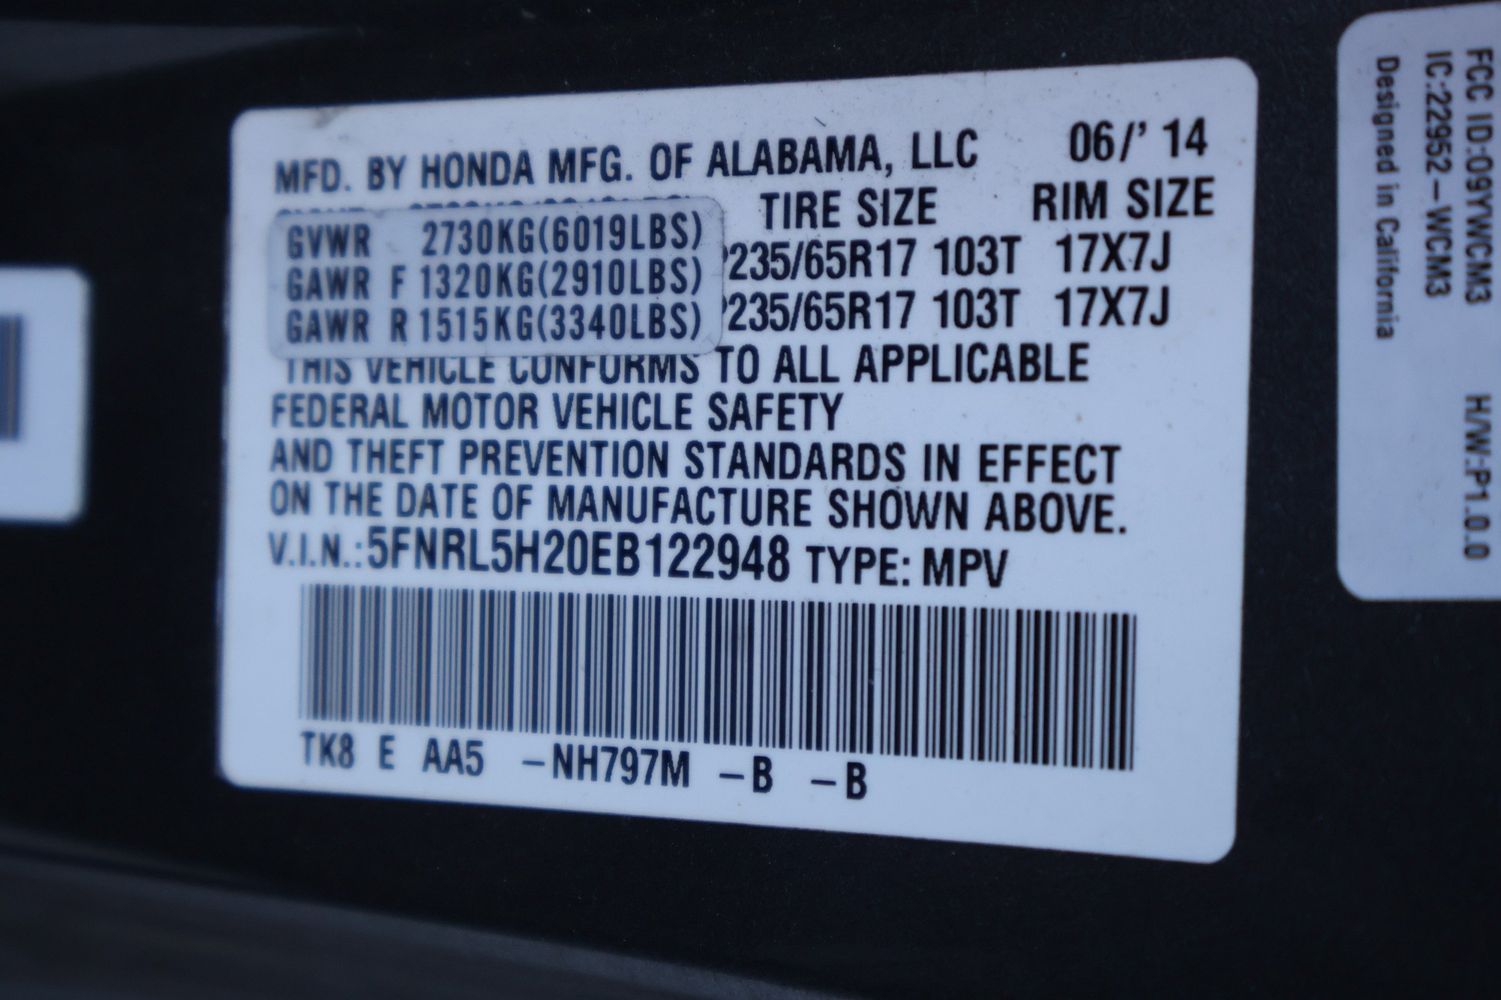 MFD. BY HONDA MFG. OF ALABAMA, LLC 06/' 14
TIRE SIZE RIM SIZE
GVWR 2730KG(6019LBS)
GAWR F 1320KG(2910LBS) 235/65R17 103T 17X7J
GAWR R 1515KG(3340LBS) 235/65R17 103T 17X7J
THIS VEHICLE CONFORMS TO ALL APPLICABLE
FEDERAL MOTOR VEHICLE SAFETY
AND THEFT PREVENTION STANDARDS IN EFFECT
ON THE DATE OF MANUFACTURE SHOWN ABOVE.
V.I.N.:5FNRL5H20EB122948 TYPE: MPV
TK8 E AA5 -NH797M -B -B
FCC ID:O9YWCM3 H/W:P1.0.0
IC:22952-WCM3
Designed in California